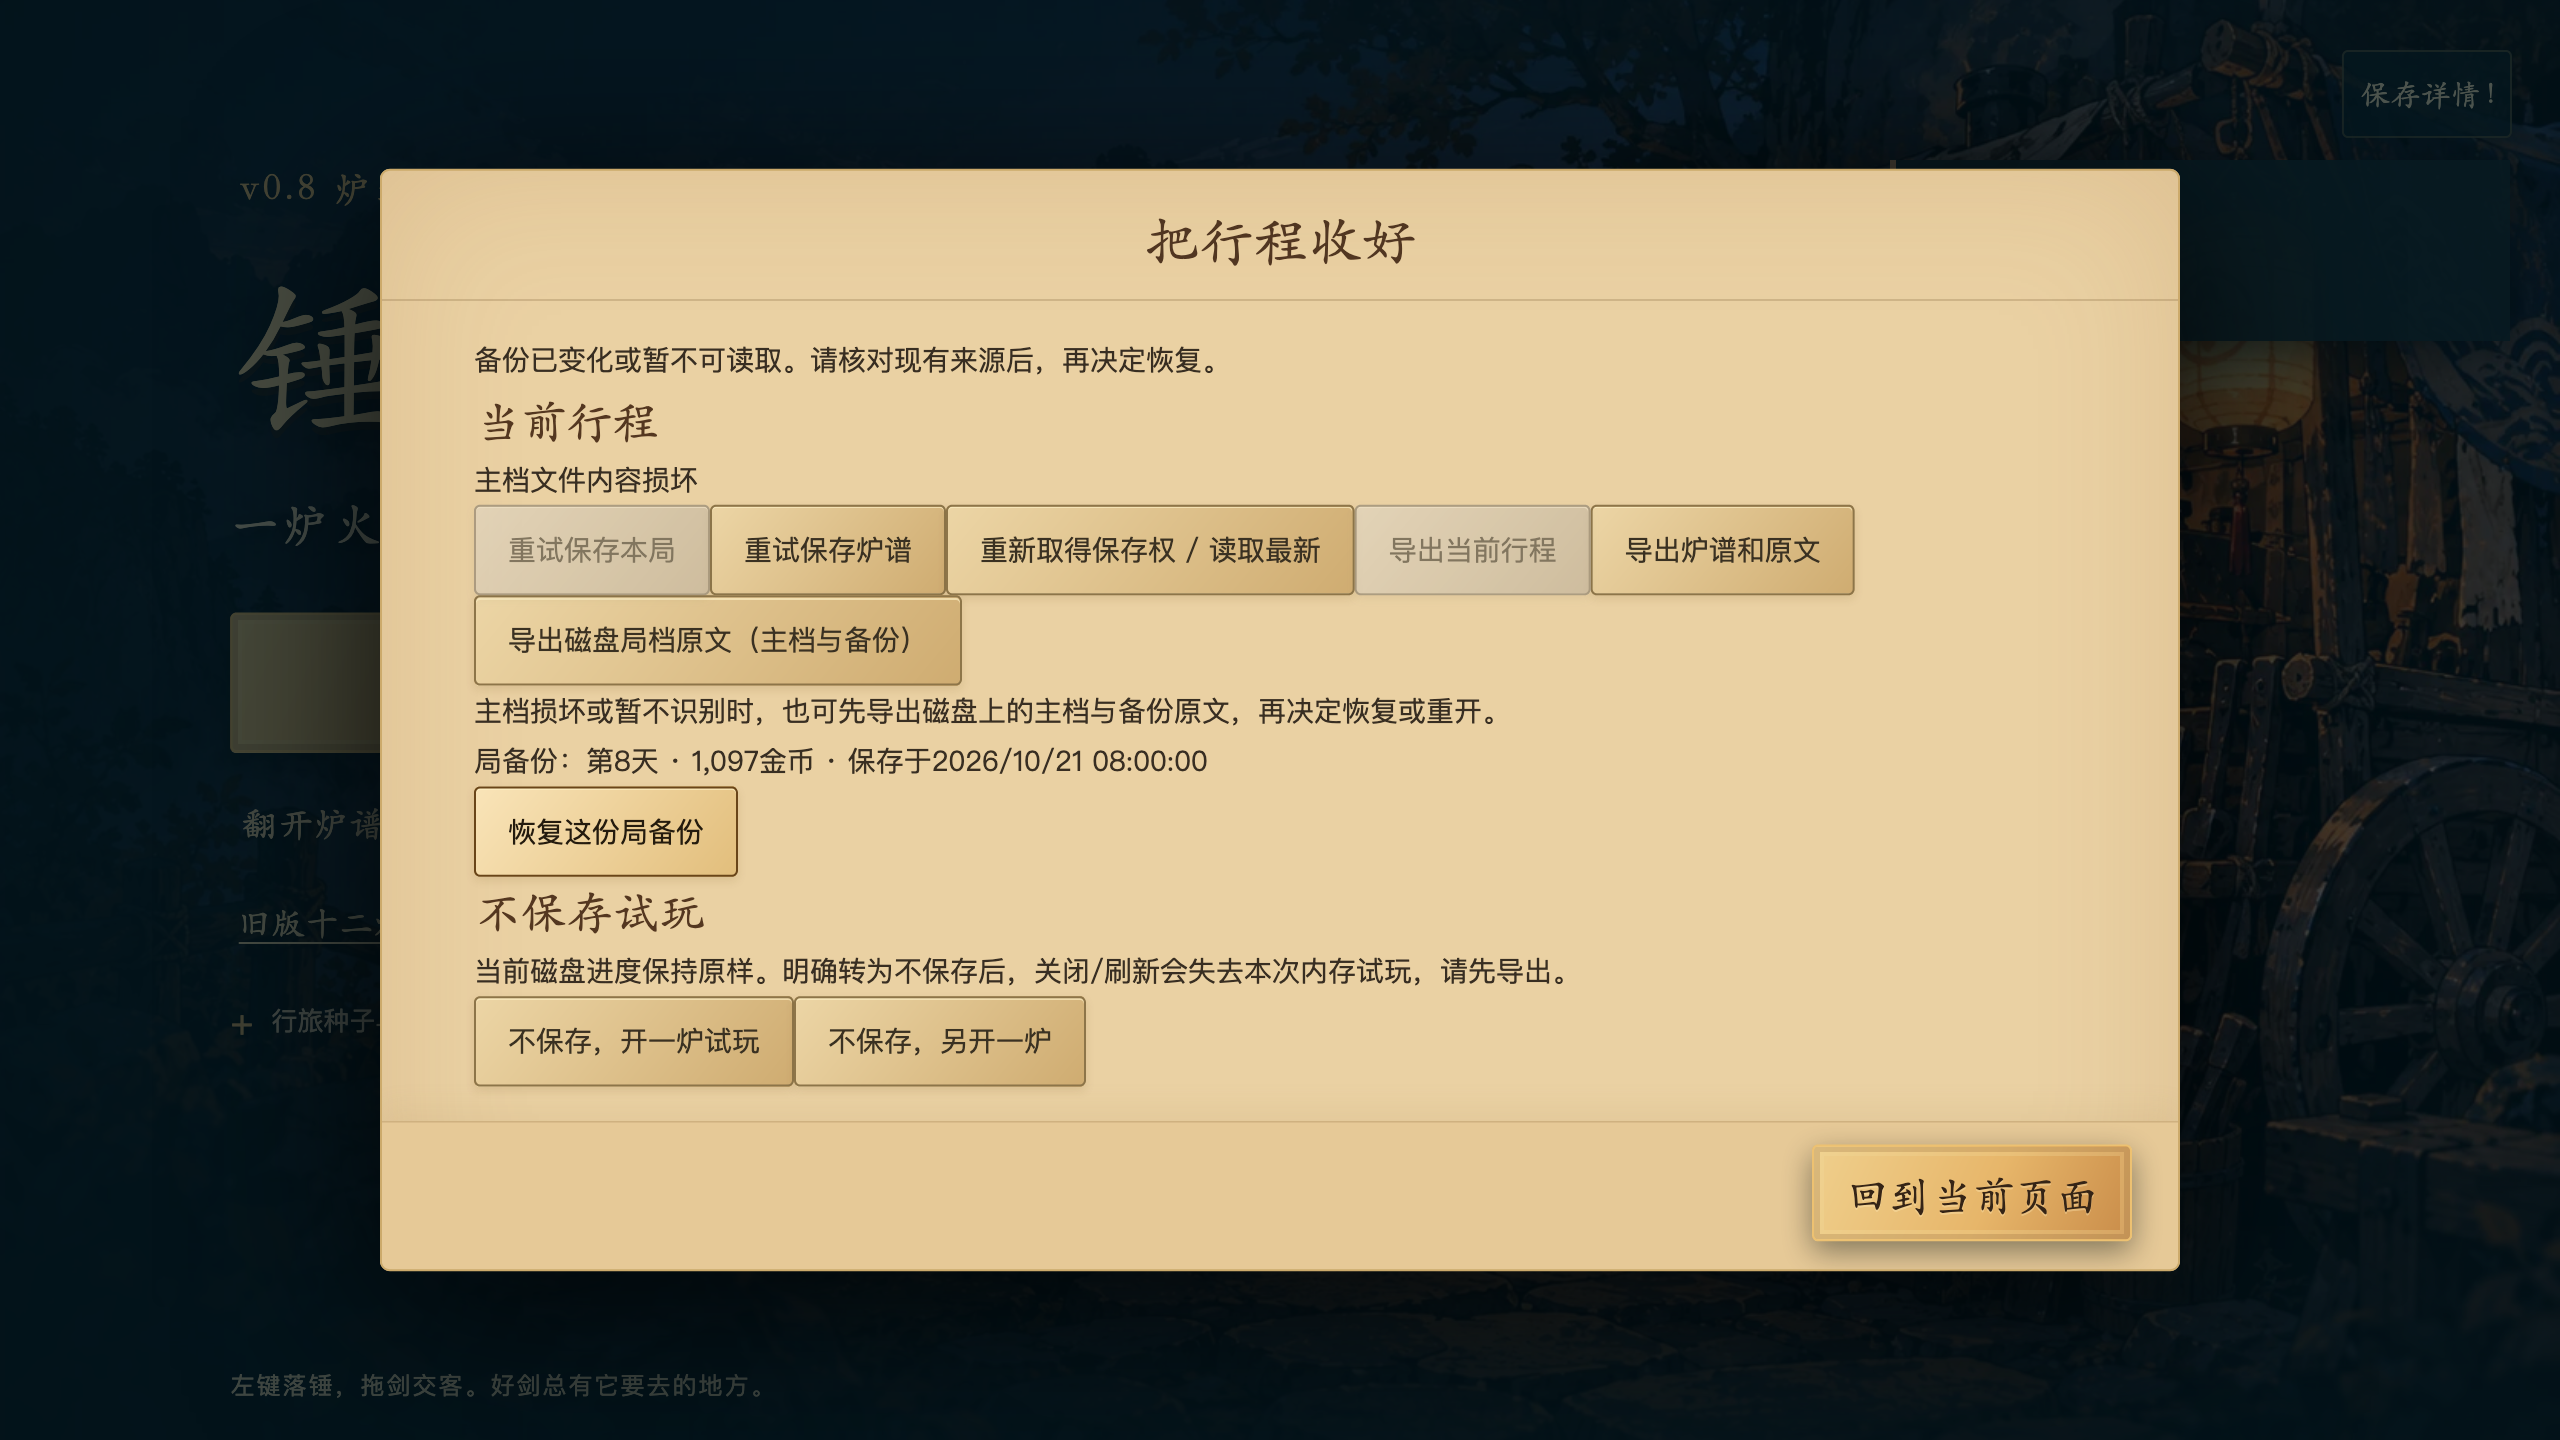 保存详情!
v0.8 炉
锤
一炉火
翻开炉谱
旧版十二
+ 行旅种子
把行程收好
备份已变化或暂不可读取。请核对现有来源后，再决定恢复。
当前行程
主档文件内容损坏
重试保存本局 重试保存炉谱 重新取得保存权 / 读取最新 导出当前行程 导出炉谱和原文
导出磁盘局档原文（主档与备份）
主档损坏或暂不识别时，也可先导出磁盘上的主档与备份原文，再决定恢复或重开。
局备份：第8天 · 1,097金币 · 保存于2026/10/21 08:00:00
恢复这份局备份
不保存试玩
当前磁盘进度保持原样。明确转为不保存后，关闭/刷新会失去本次内存试玩，请先导出。
不保存，开一炉试玩 不保存，另开一炉
回到当前页面
左键落锤，拖剑交客。好剑总有它要去的地方。